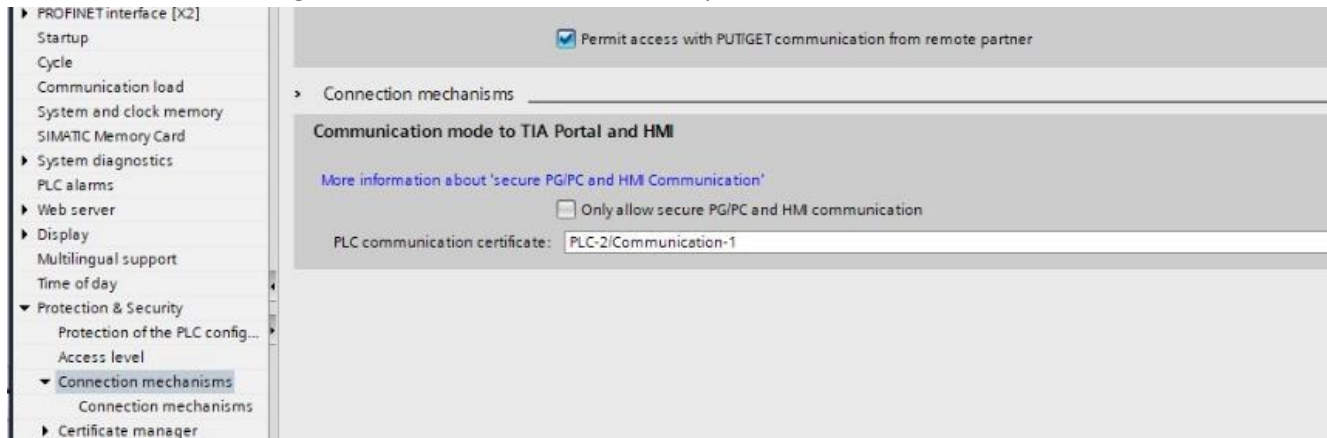 PROFINET interface [X2]
Startup
Cycle
Communication load
System and clock memory
SIMATIC Memory Card
System diagnostics
PLC alarms
Web server
Display
Multilingual support
Time of day
Protection & Security
Protection of the PLC config...
Access level
Connection mechanisms
Connection mechanisms
Certificate manager
Permit access with PUT/GET communication from remote partner
Connection mechanisms
Communication mode to TIA Portal and HMI
More information about 'secure PG/PC and HMI Communication'
Only allow secure PG/PC and HMI communication
PLC communication certificate: PLC-2/Communication-1